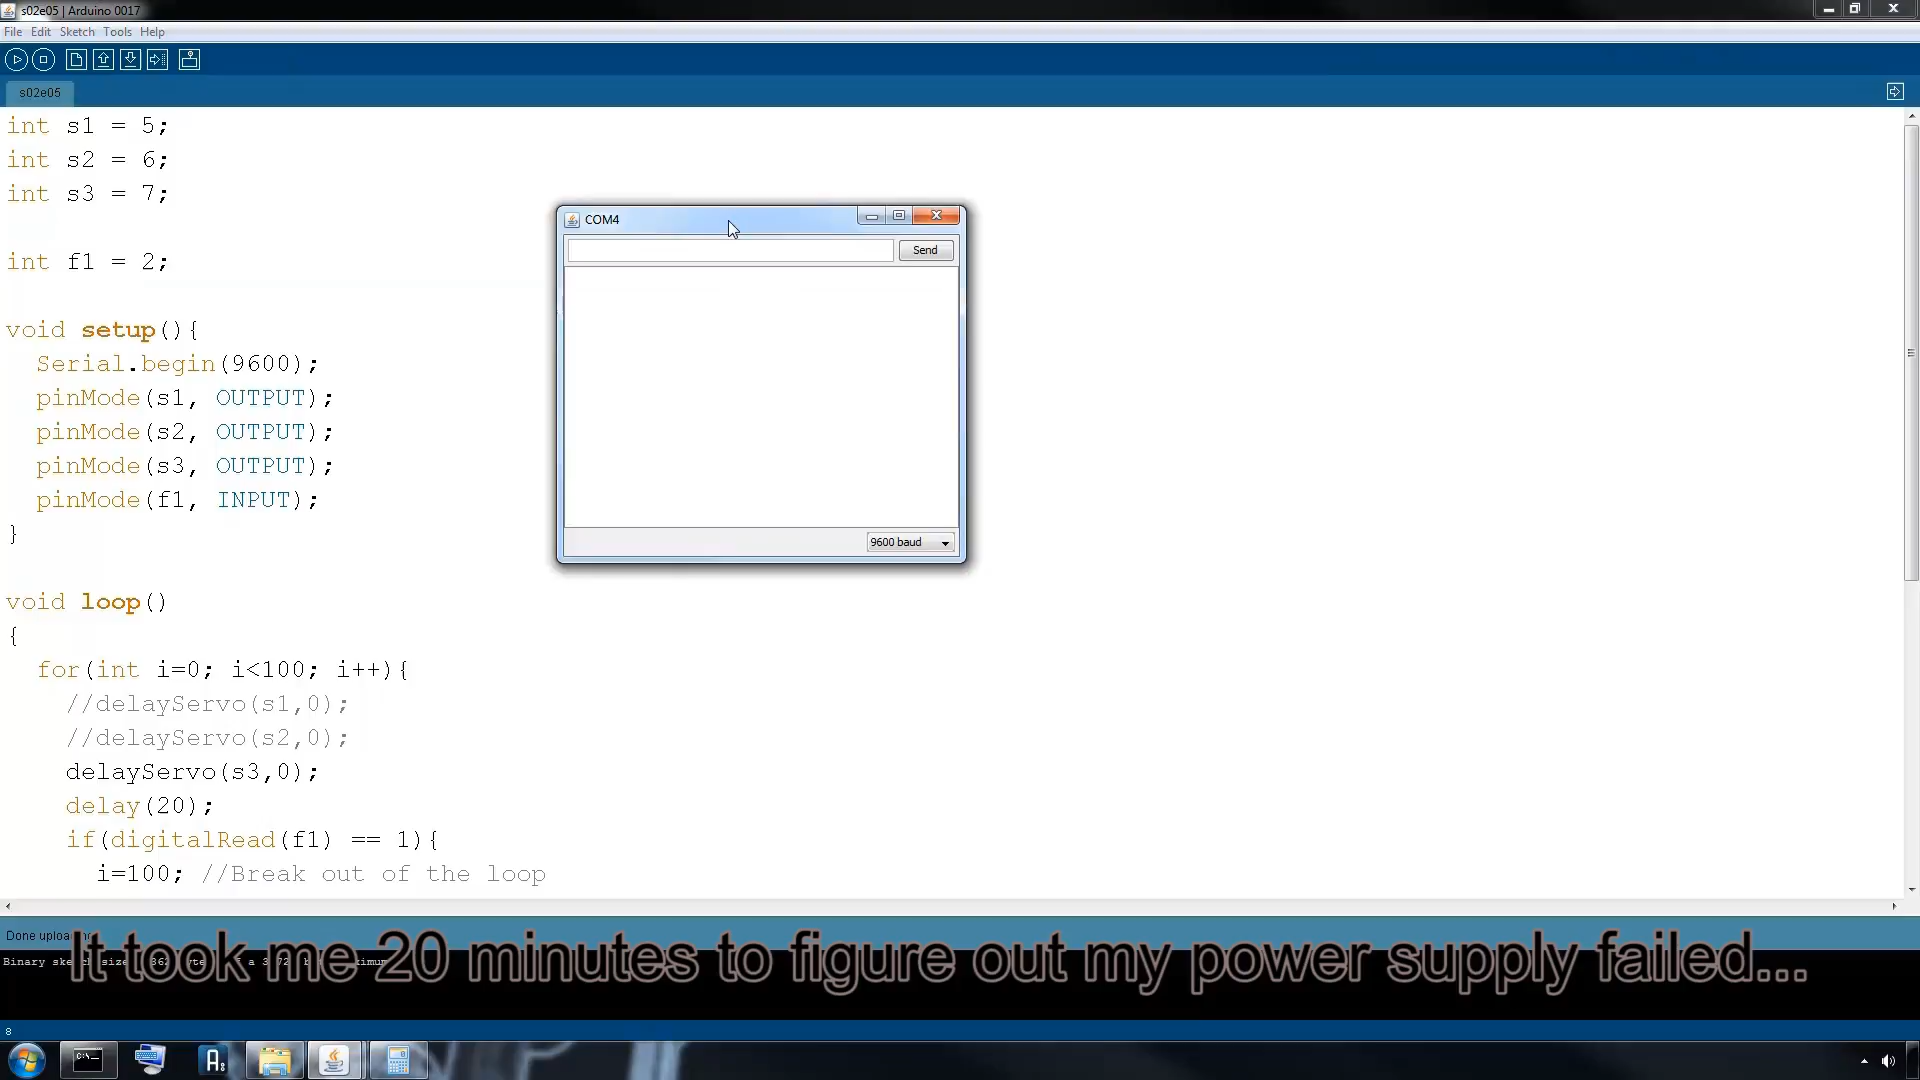 s02e05 | Arduino 0017
File Edit Sketch Tools Help
s02e05
int s1 = 5;
int s2 = 6;
int s3 = 7;
int f1 = 2;
void setup(){
Serial.begin(9600);
pinMode(s1, OUTPUT);
pinMode(s2, OUTPUT);
pinMode(s3, OUTPUT);
pinMode(f1, INPUT);
}
void loop()
{
for(int i=0; i<100; i++){
//delayServo(s1,0);
//delayServo(s2,0);
delayServo(s3,0);
delay(20);
if(digitalRead(f1) == 1){
i=100; //Break out of the loop
COM4
Send
9600 baud
Done uploa
Binary sk
It took me 20 minutes to figure out my power supply failed...
8